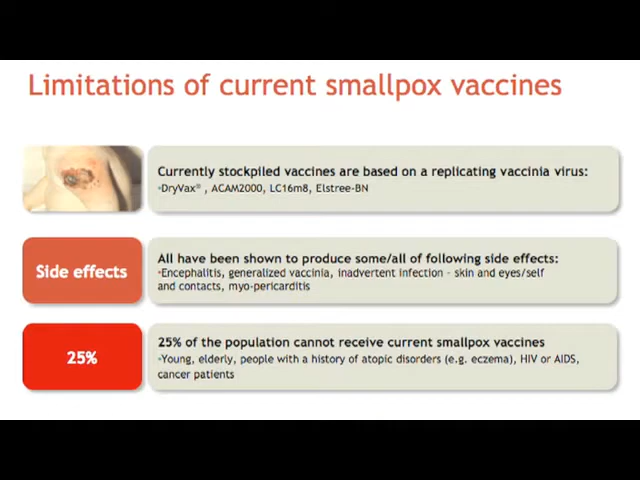 Limitations of current smallpox vaccines
Currently stockpiled vaccines are based on a replicating vaccinia virus:
•DryVax® , ACAM2000, LC16m8, Elstree-BN
Side effects
All have been shown to produce some/all of following side effects:
•Encephalitis, generalized vaccinia, inadvertent infection – skin and eyes/self
and contacts, myo-pericarditis
25%
25% of the population cannot receive current smallpox vaccines
•Young, elderly, people with a history of atopic disorders (e.g. eczema), HIV or AIDS,
cancer patients